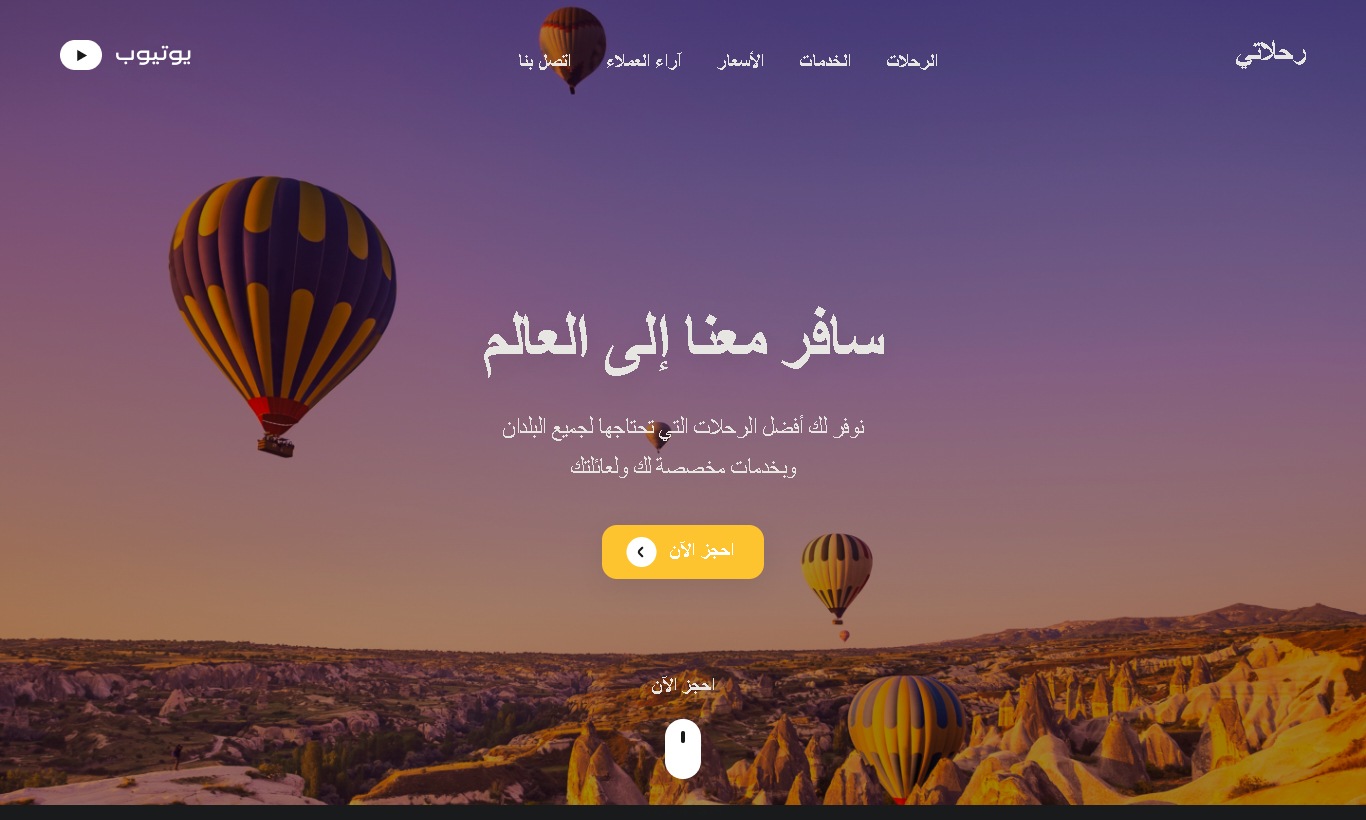 رحلاتي
الرحلات
الخدمات
الأسعار
آراء العملاء
اتصل بنا
يوتيوب
سافر معنا إلى العالم
نوفر لك أفضل الرحلات التي تحتاجها لجميع البلدان
وبخدمات مخصصة لك ولعائلتك
احجز الآن
احجز الآن